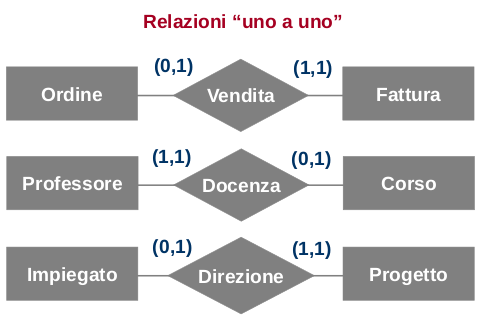 Relazioni “uno a uno”
(0,1) (1,1)
Ordine Vendita Fattura
(1,1) (0,1)
Professore Docenza Corso
(0,1) (1,1)
Impiegato Direzione Progetto